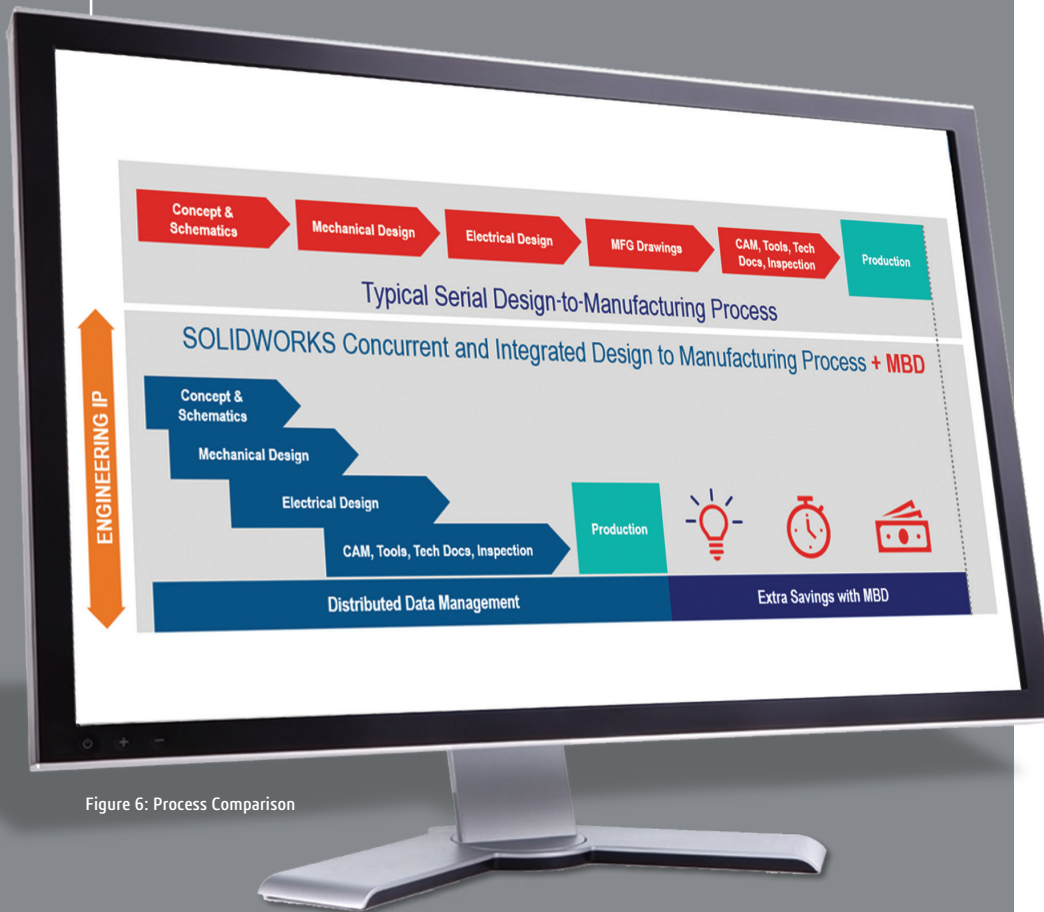 Concept &
Schematics
Mechanical Design
Electrical Design
MFG Drawings
CAM, Tools, Tech
Docs, Inspection
Production
Typical Serial Design-to-Manufacturing Process
SOLIDWORKS Concurrent and Integrated Design to Manufacturing Process + MBD
ENGINEERING IP
Concept &
Schematics
Mechanical Design
Electrical Design
CAM, Tools, Tech Docs, Inspection
Production
Distributed Data Management
Extra Savings with MBD
Figure 6: Process Comparison